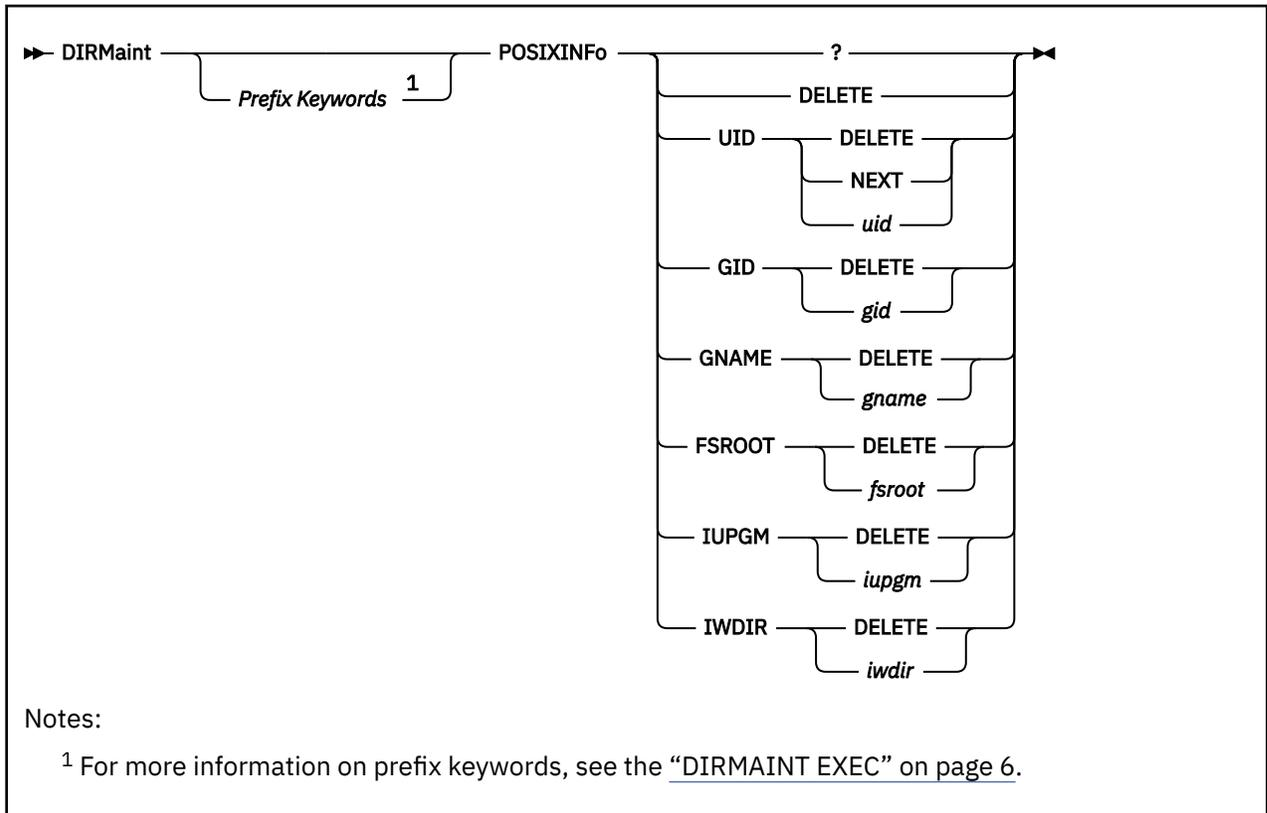 DIRMaint POSIXINFo ?
Prefix Keywords 1
DELETE
UID DELETE
NEXT
uid
GID DELETE
gid
GNAME DELETE
gname
FSROOT DELETE
fsroot
IUPGM DELETE
iupgm
IWDIR DELETE
iwdir
Notes:
1 For more information on prefix keywords, see the “DIRMAINT EXEC” on page 6.